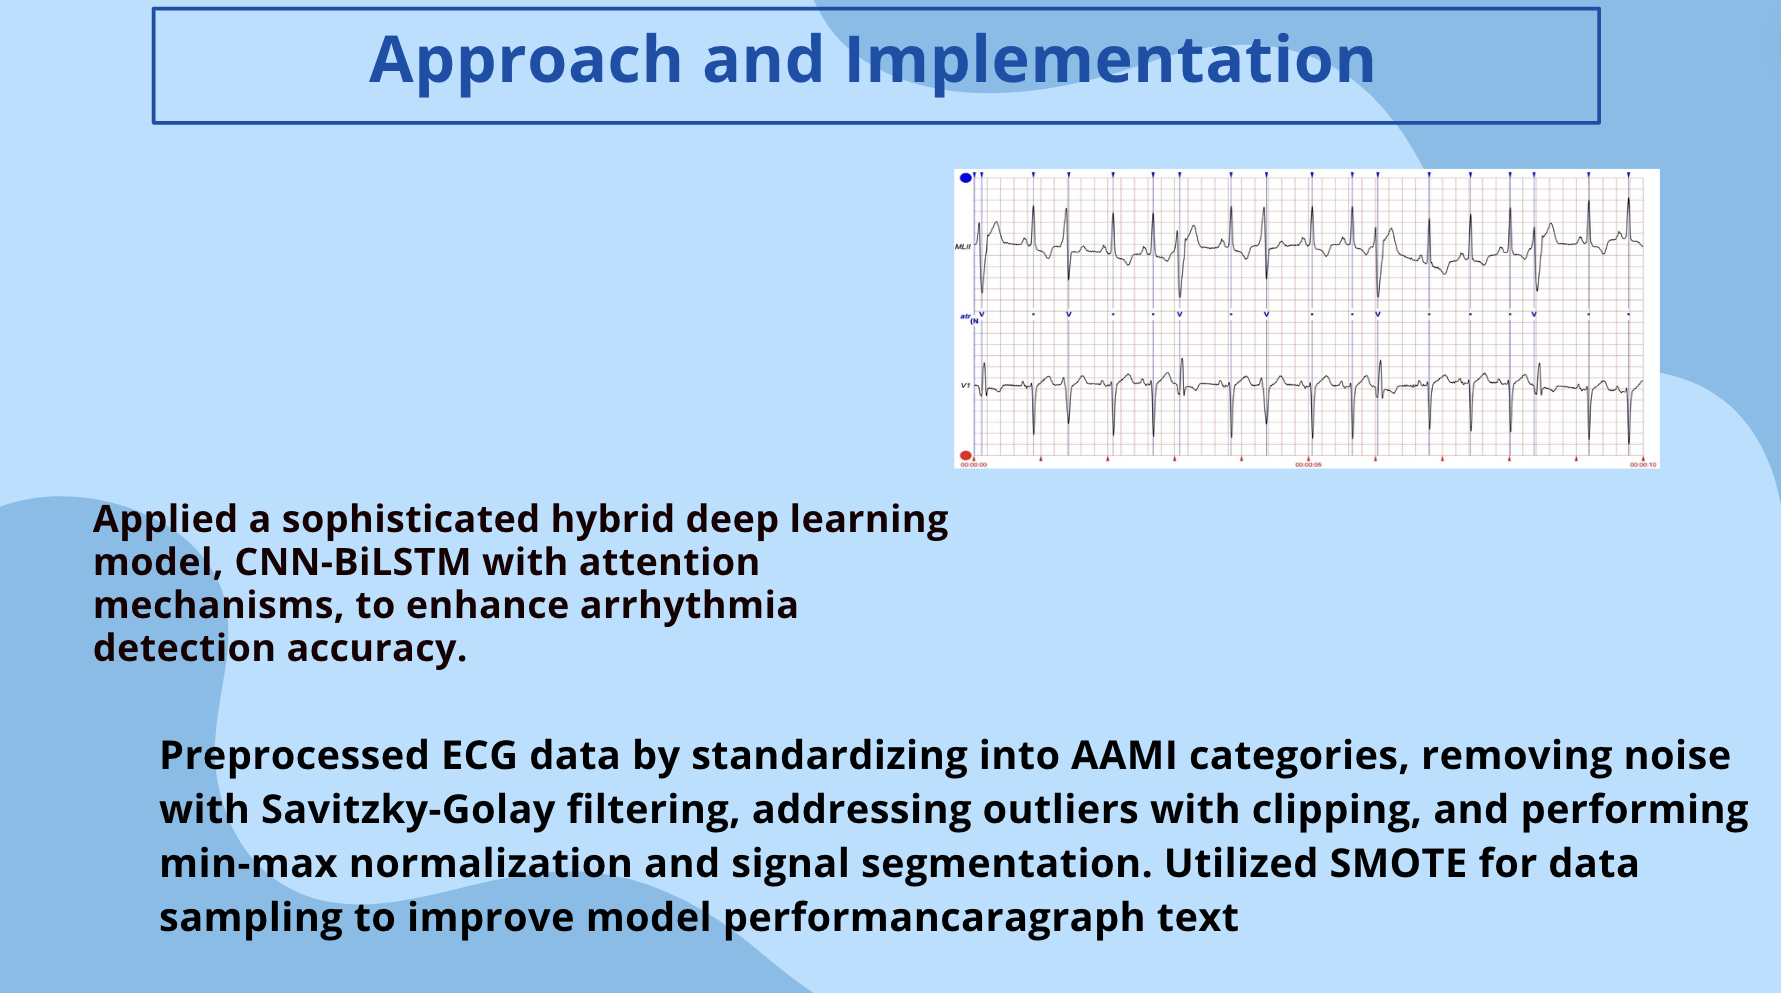 Approach and Implementation
MLII
atr
(N
V - V - - V - V - - V - - - V - -
V1
00:00:00 00:00:05 00:00:10
Applied a sophisticated hybrid deep learning
model, CNN-BiLSTM with attention
mechanisms, to enhance arrhythmia
detection accuracy.
Preprocessed ECG data by standardizing into AAMI categories, removing noise
with Savitzky-Golay filtering, addressing outliers with clipping, and performing
min-max normalization and signal segmentation. Utilized SMOTE for data
sampling to improve model performancaragraph text